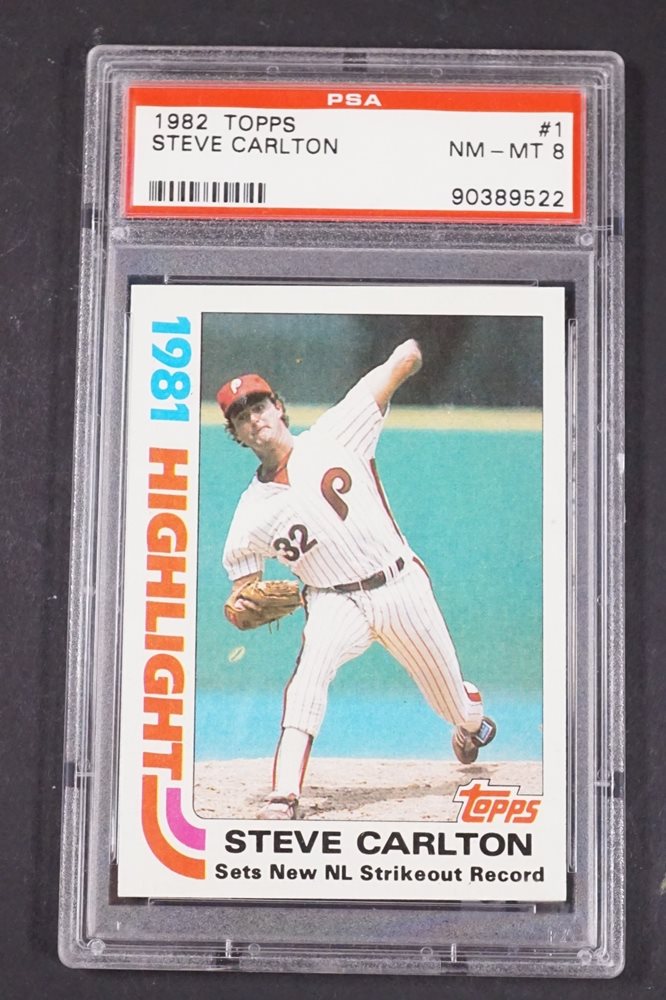 PSA
1982 TOPPS #1
STEVE CARLTON NM-MT 8
90389522
1981 HIGHLIGHT
P
P
32
Topps
STEVE CARLTON
Sets New NL Strikeout Record